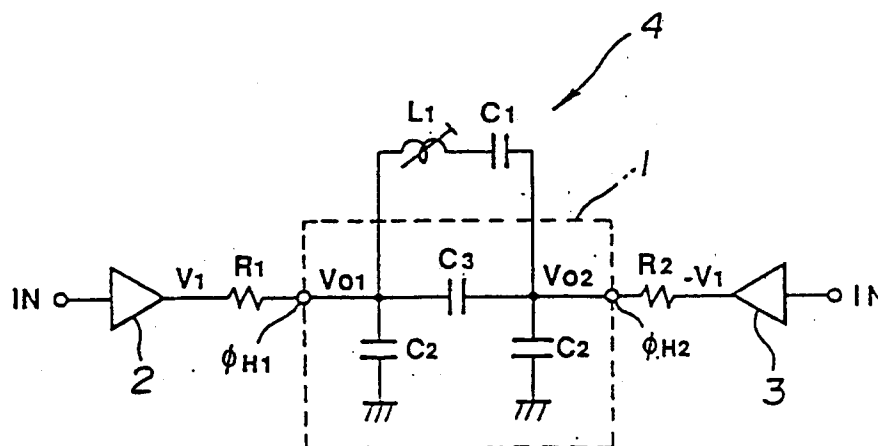 4
L1 C1
1
C3
IN V1 R1 Vo1 Vo2 R2 -V1 IN
2 φH1 C2 C2 φH2 3